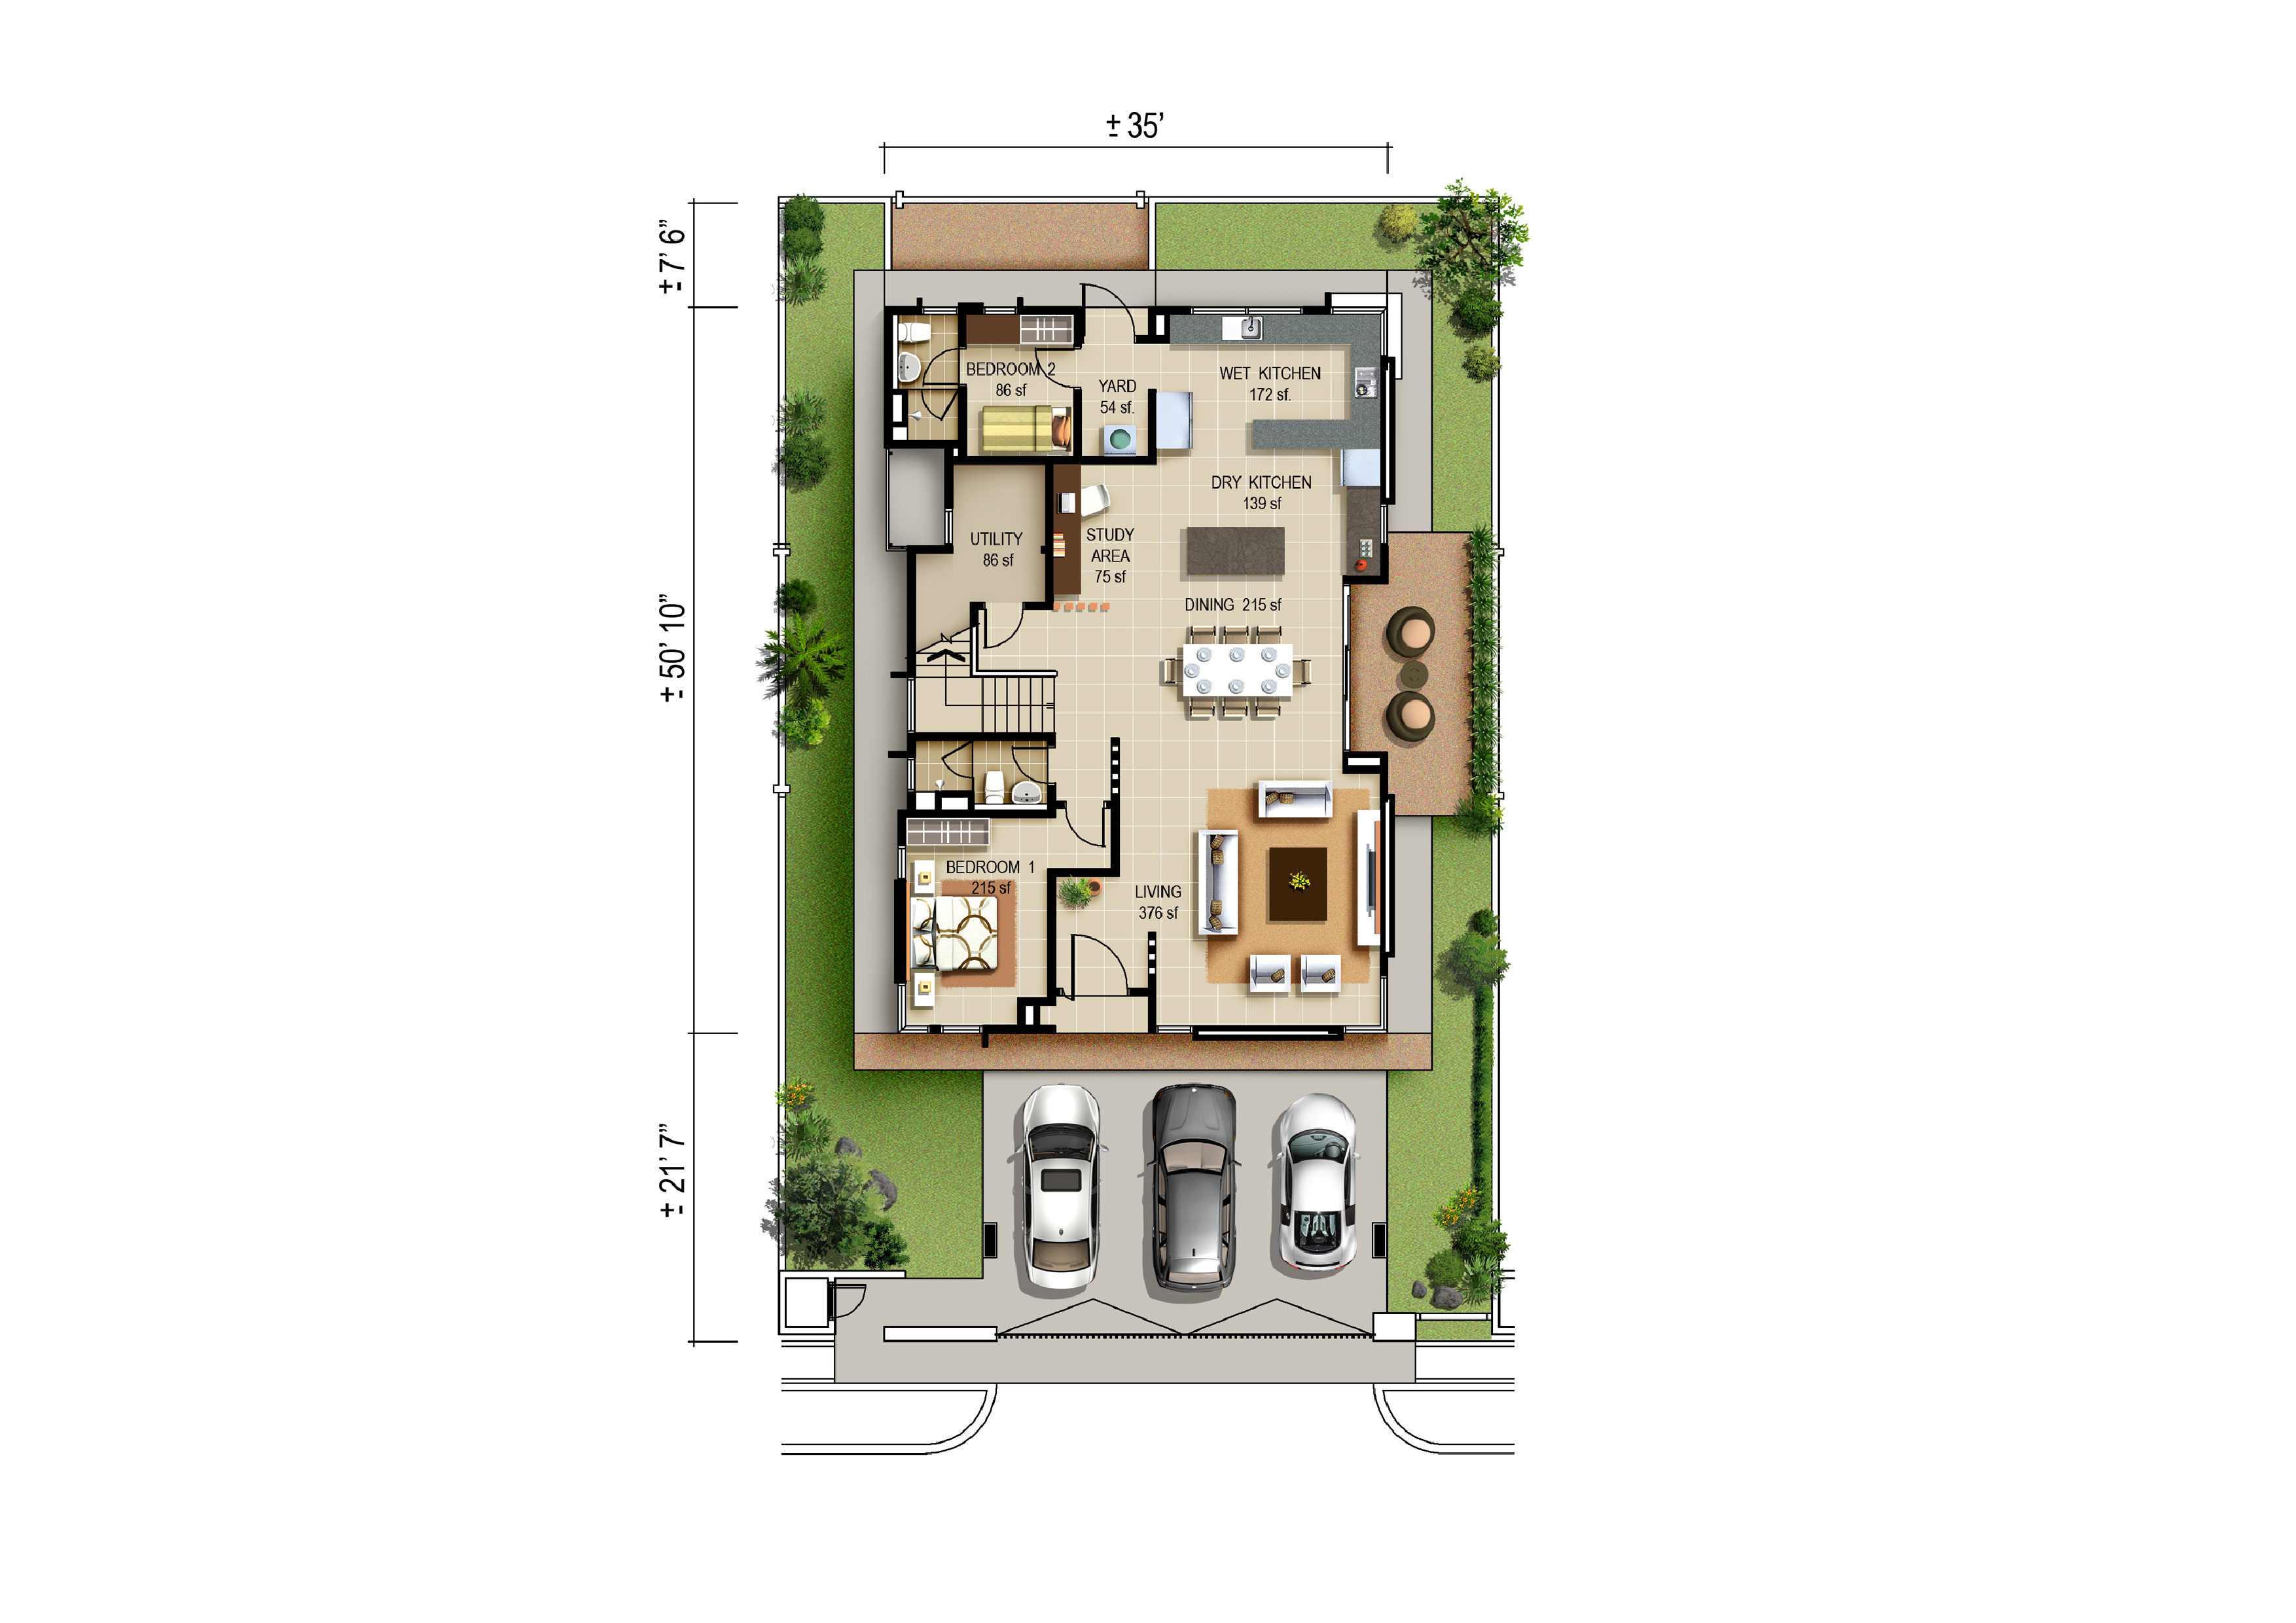 ± 35’
± 7’ 6”
± 50’ 10”
± 21’ 7”
BEDROOM 2
86 sf
YARD
54 sf.
WET KITCHEN
172 sf.
DRY KITCHEN
139 sf
UTILITY
86 sf
STUDY
AREA
75 sf
DINING 215 sf
BEDROOM 1
215 sf
LIVING
376 sf